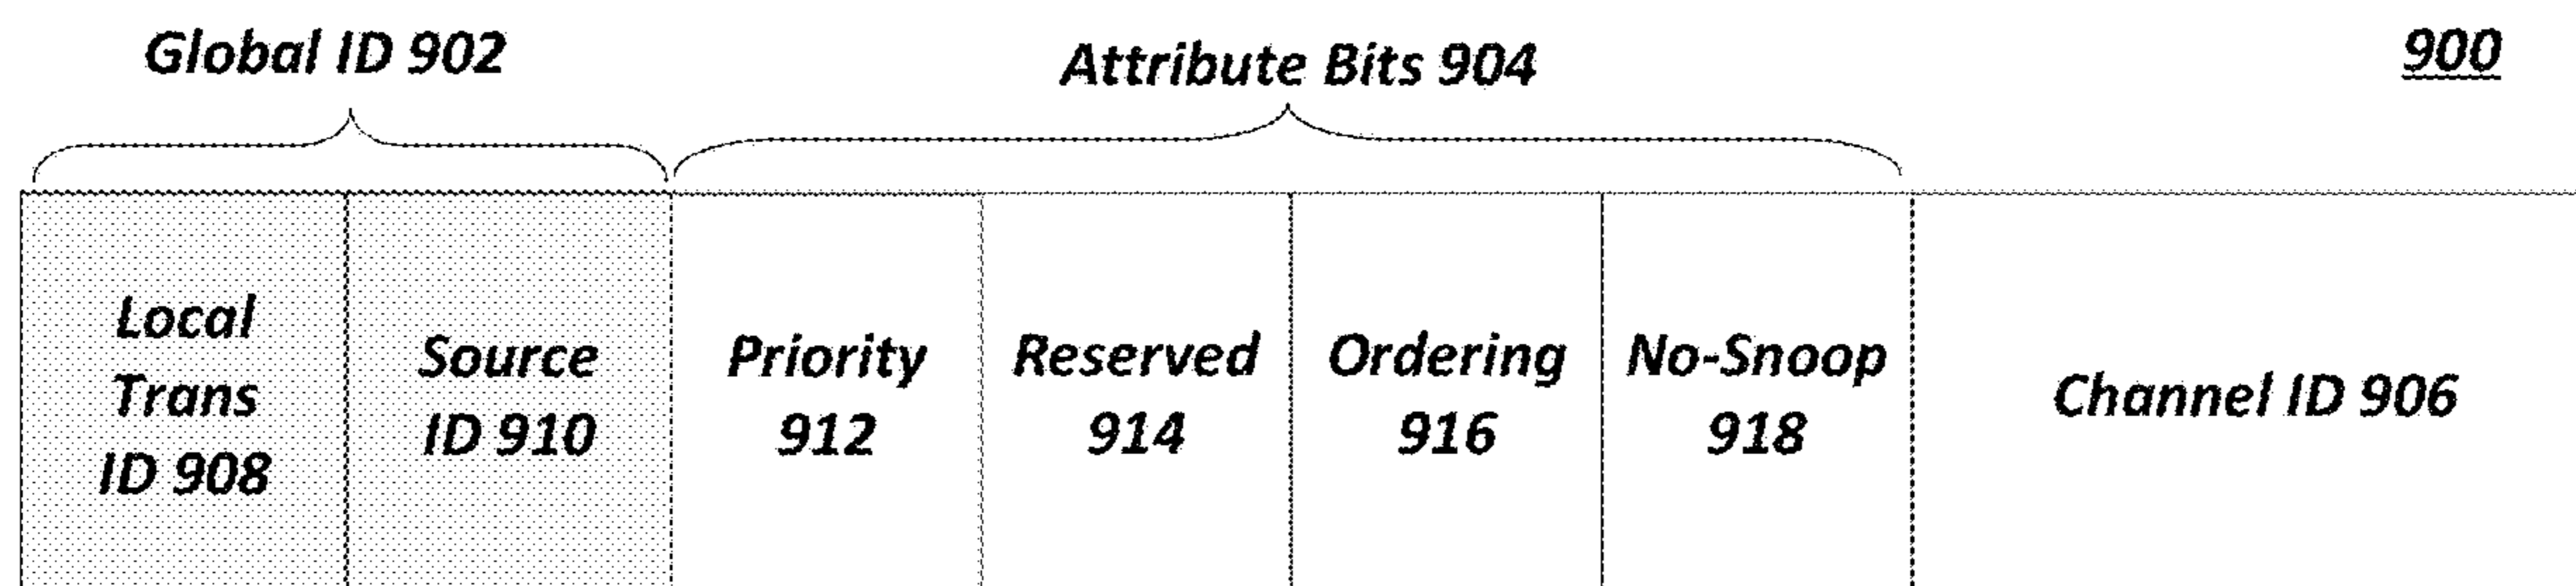 Global ID 902
Attribute Bits 904
900
Local
Trans
ID 908
Source
ID 910
Priority
912
Reserved
914
Ordering
916
No-Snoop
918
Channel ID 906